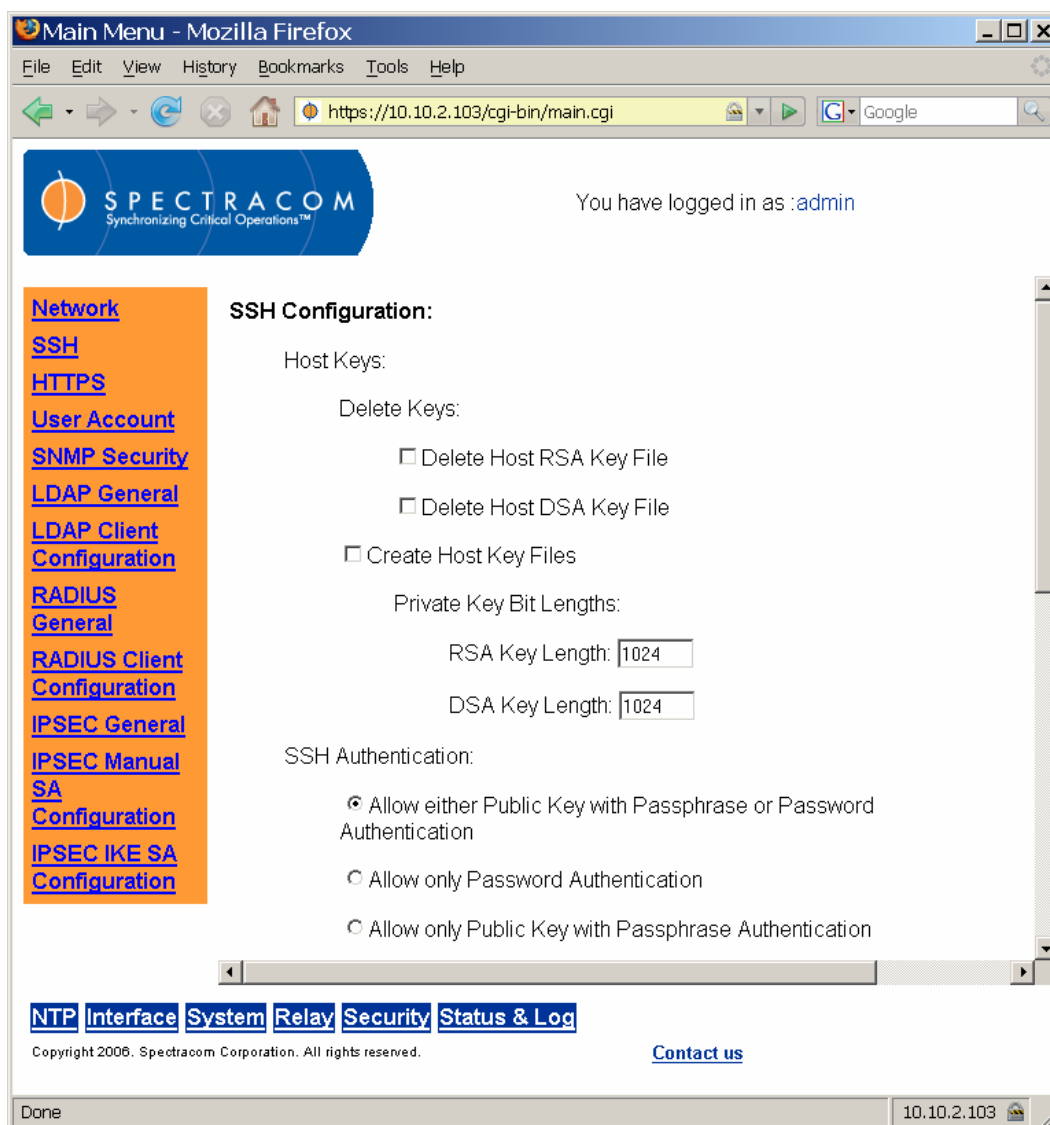 Main Menu - Mozilla Firefox
File Edit View History Bookmarks Tools Help
https://10.10.2.103/cgi-bin/main.cgi
G Google
SPECTRACOM
Synchronizing Critical Operations™
You have logged in as :admin
Network
SSH
HTTPS
User Account
SNMP Security
LDAP General
LDAP Client
Configuration
RADIUS
General
RADIUS Client
Configuration
IPSEC General
IPSEC Manual
SA
Configuration
IPSEC IKE SA
Configuration
SSH Configuration:
Host Keys:
Delete Keys:
Delete Host RSA Key File
Delete Host DSA Key File
Create Host Key Files
Private Key Bit Lengths:
RSA Key Length: 1024
DSA Key Length: 1024
SSH Authentication:
Allow either Public Key with Passphrase or Password
Authentication
Allow only Password Authentication
Allow only Public Key with Passphrase Authentication
NTP Interface System Relay Security Status & Log
Copyright 2006. Spectracom Corporation. All rights reserved.
Contact us
Done
10.10.2.103